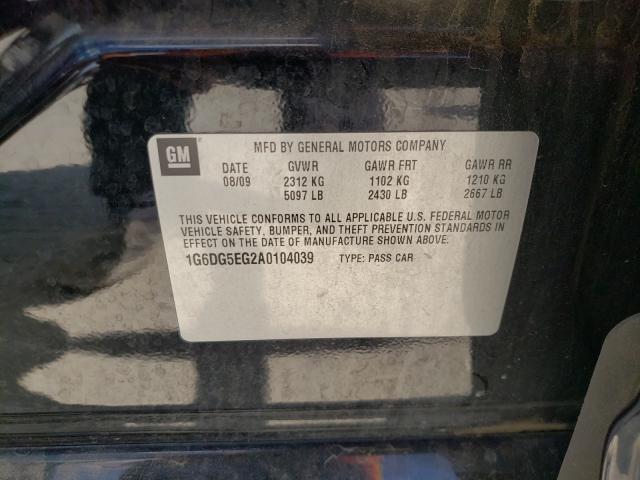 GM
MFD BY GENERAL MOTORS COMPANY
DATE GVWR GAWR FRT GAWR RR
08/09 2312 KG 1102 KG 1210 KG
5097 LB 2430 LB 2667 LB
THIS VEHICLE CONFORMS TO ALL APPLICABLE U.S. FEDERAL MOTOR
VEHICLE SAFETY, BUMPER, AND THEFT PREVENTION STANDARDS IN
EFFECT ON THE DATE OF MANUFACTURE SHOWN ABOVE.
1G6DG5EG2A0104039 TYPE: PASS CAR